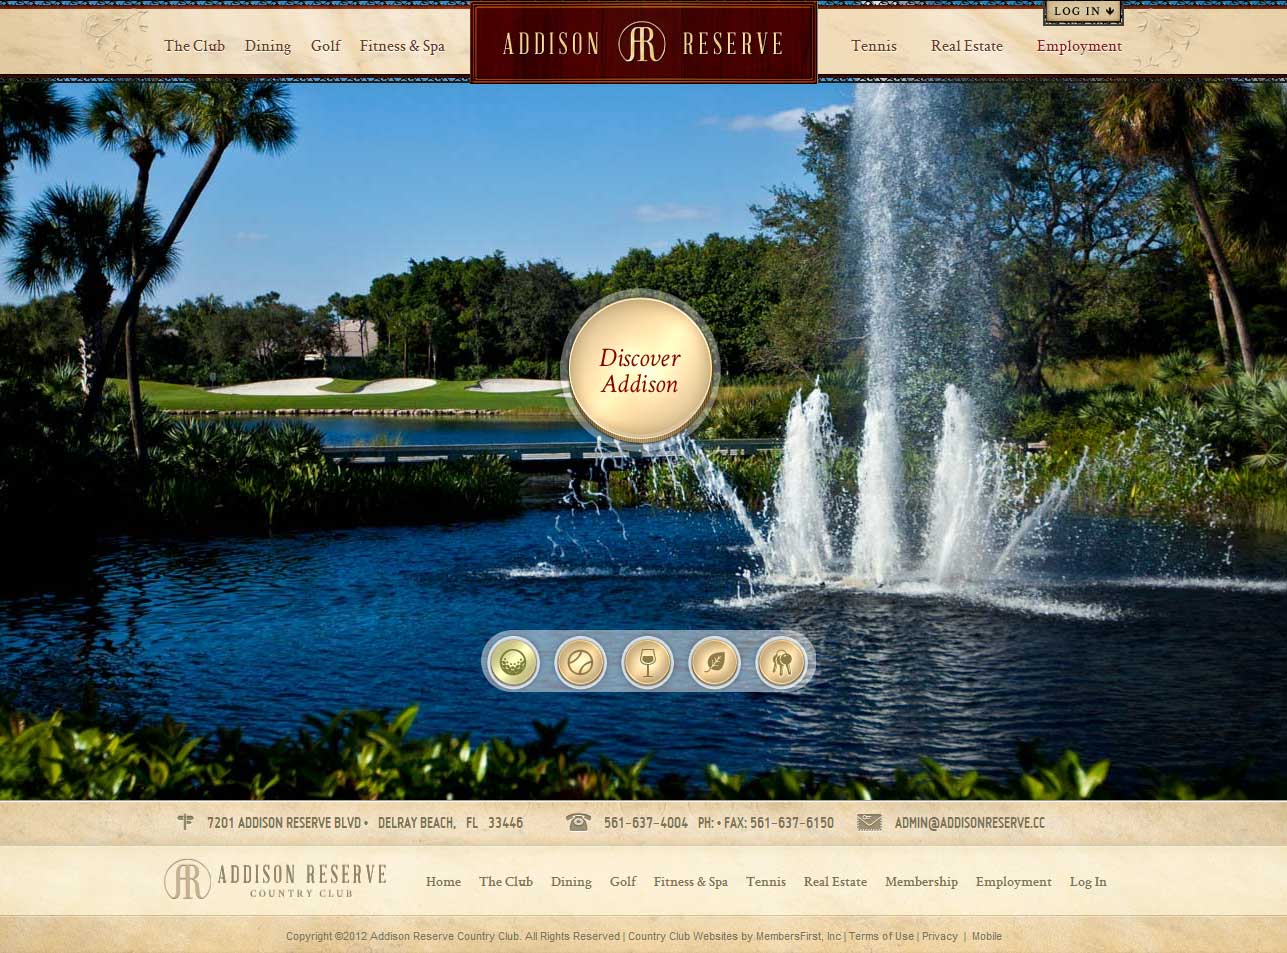 LOG IN
The Club Dining Golf Fitness & Spa
ADDISON AR RESERVE
Tennis Real Estate Employment
Discover
Addison
7201 ADDISON RESERVE BLVD • DELRAY BEACH, FL 33446 561-637-4004 PH: • FAX: 561-637-6150 ADMIN@ADDISONRESERVE.CC
AR ADDISON RESERVE
COUNTRY CLUB
Home The Club Dining Golf Fitness & Spa Tennis Real Estate Membership Employment Log In
Copyright ©2012 Addison Reserve Country Club. All Rights Reserved | Country Club Websites by MembersFirst, Inc | Terms of Use | Privacy | Mobile